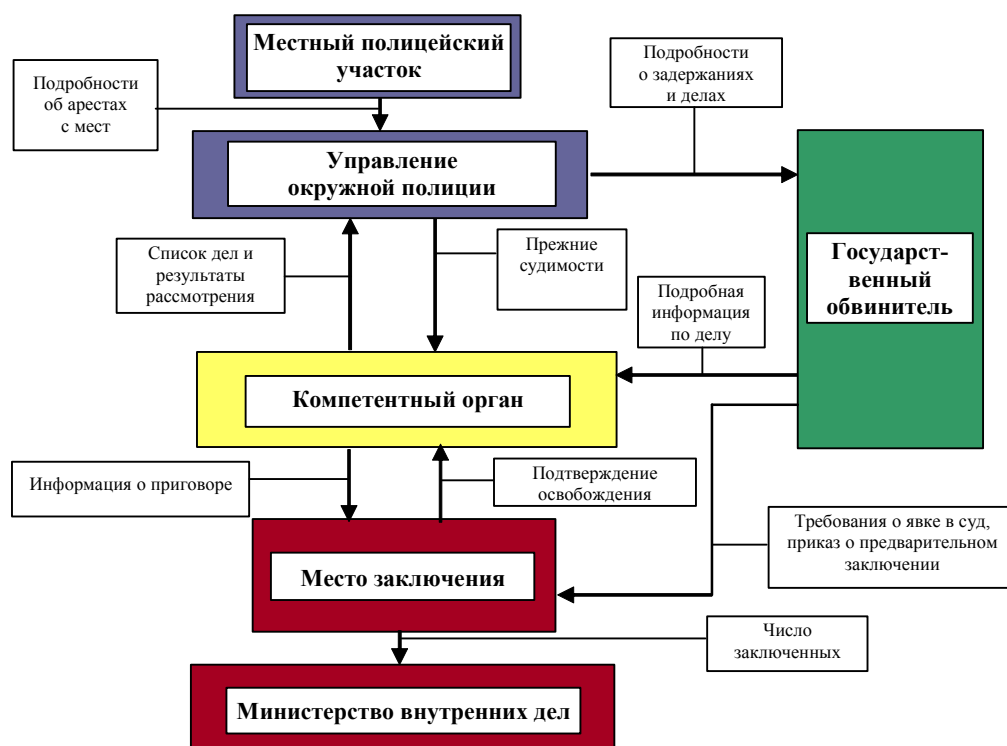 Местный полицейский
участок
Подробности
об арестах
с мест
Подробности
о задержаниях
и делах
Управление
окружной полиции
Список дел и
результаты
рассмотрения
Прежние
судимости
Государст-
венный
обвинитель
Подробная
информация
по делу
Компетентный орган
Информация о приговоре
Подтверждение
освобождения
Требования о явке в суд,
приказ о предварительном
заключении
Место заключения
Число
заключенных
Министерство внутренних дел